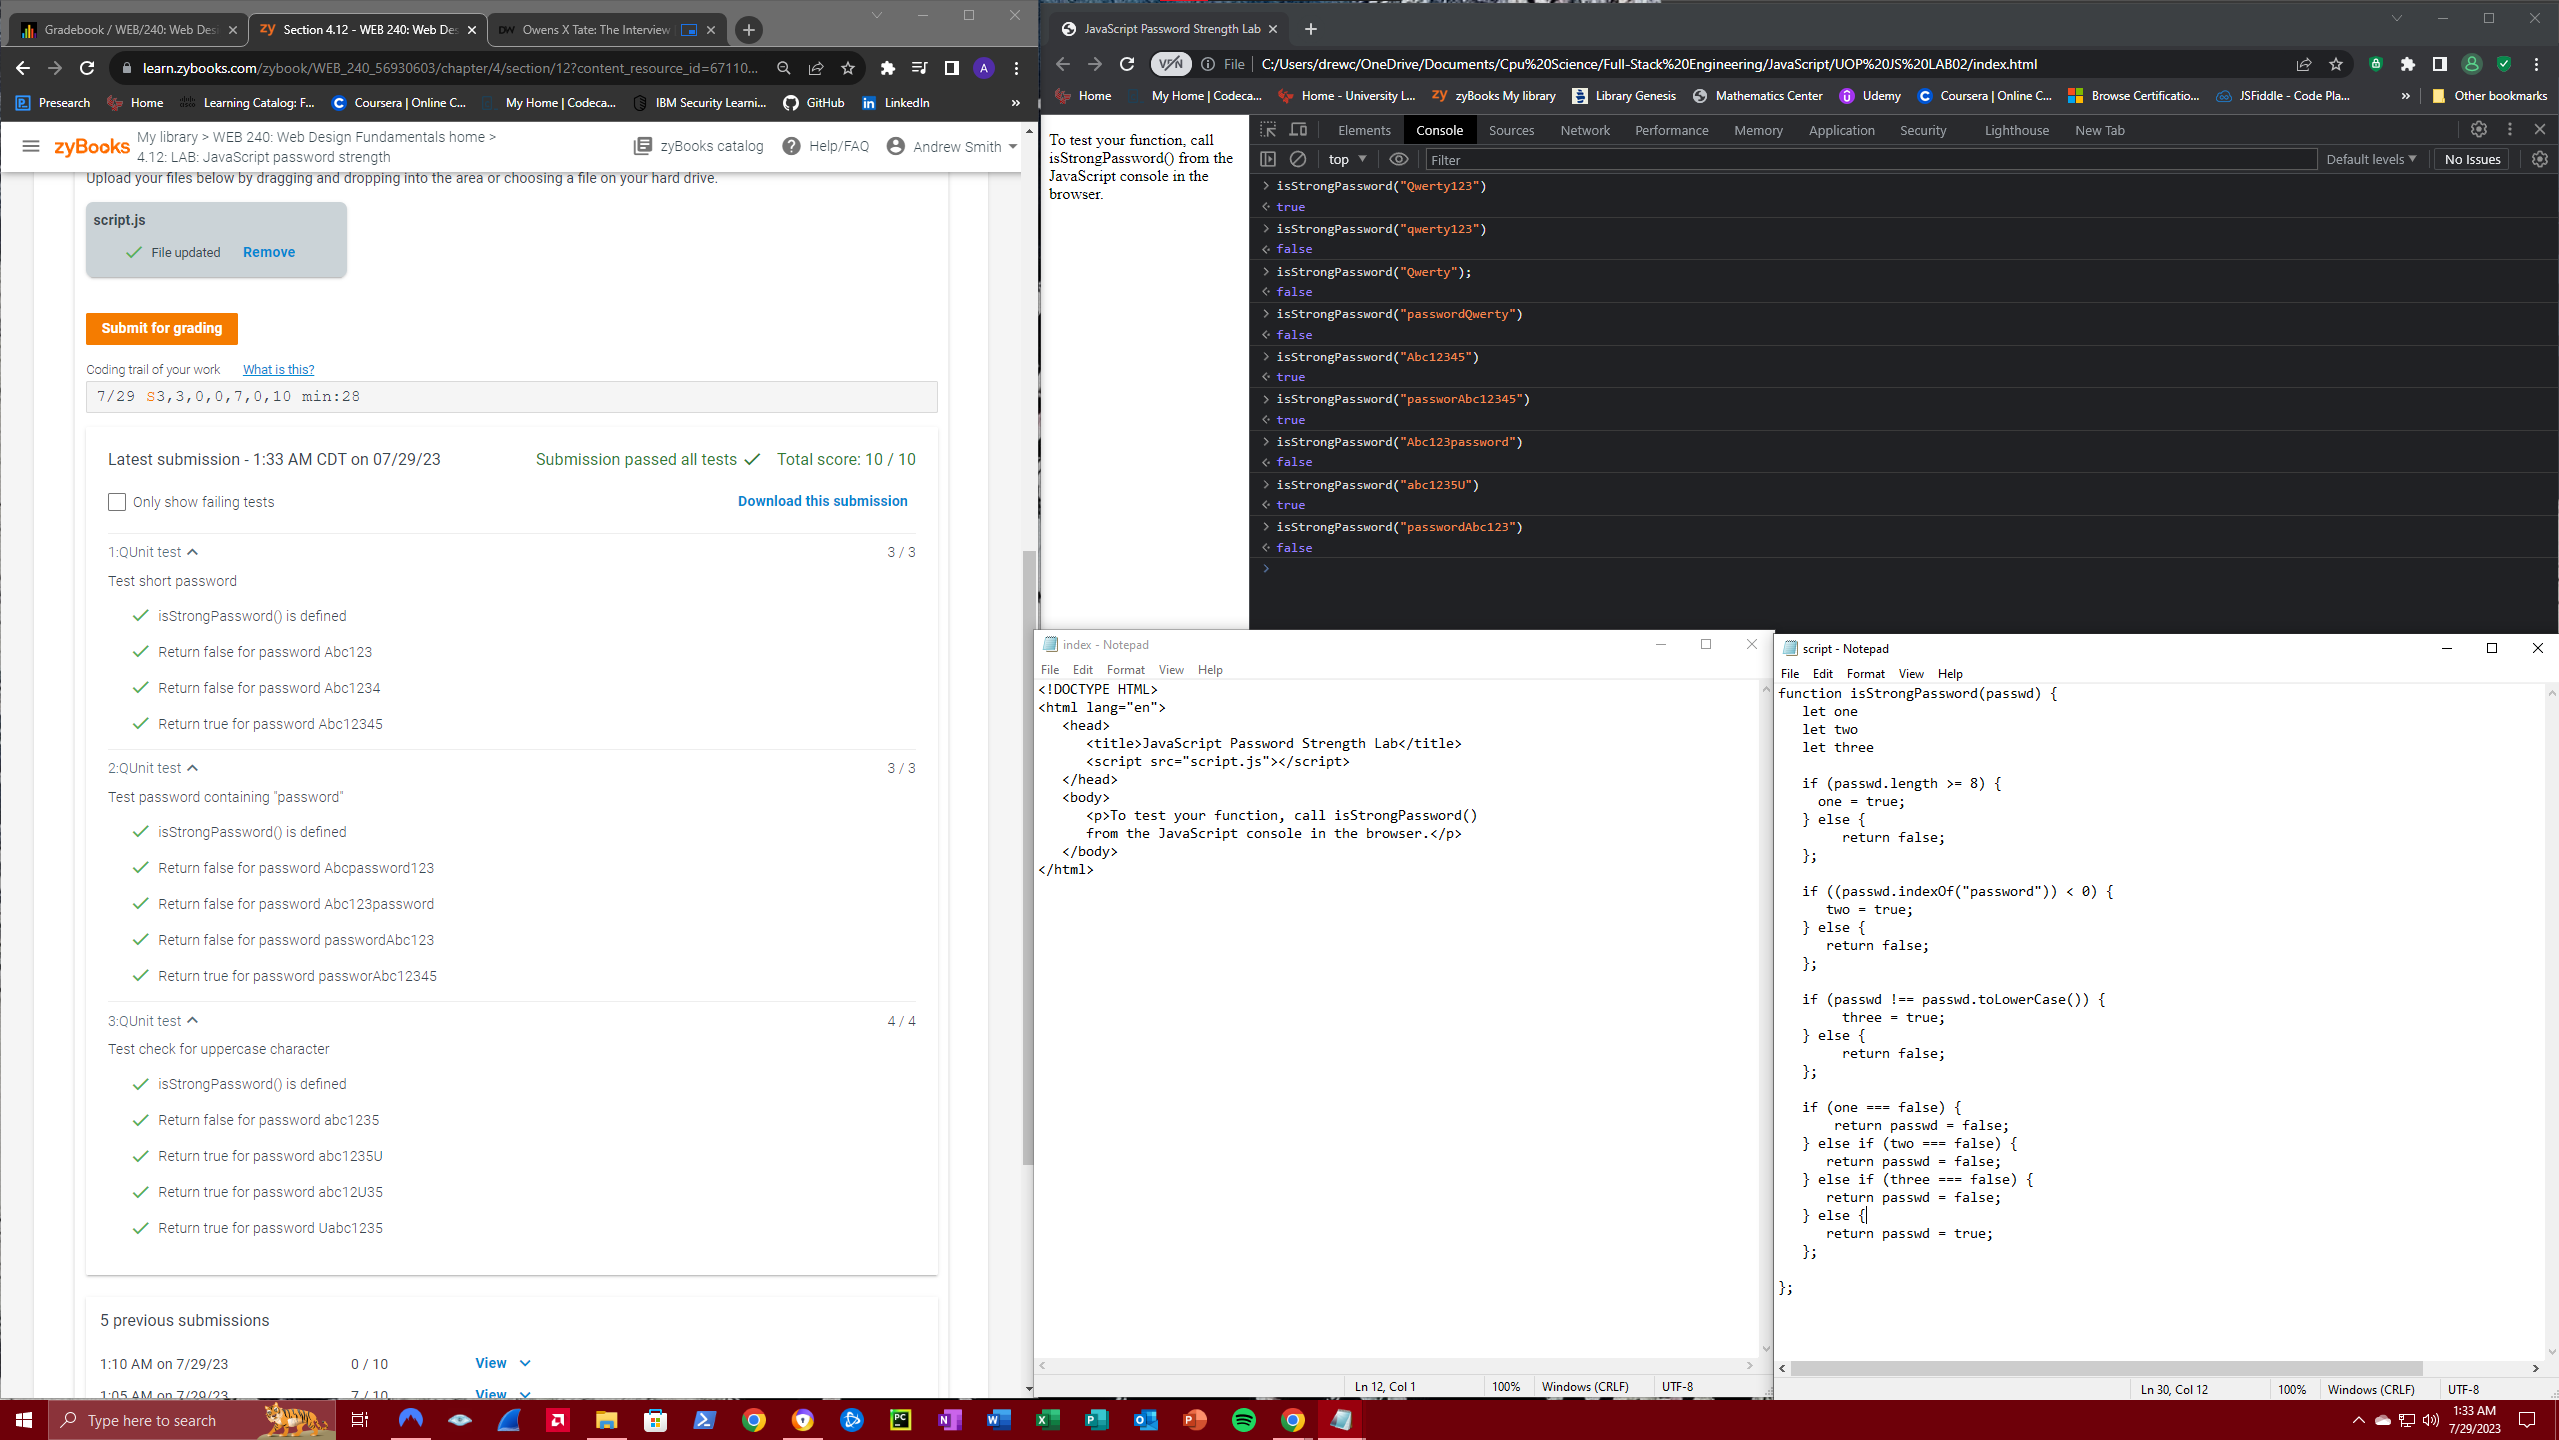 Gradebook / WEB/240: Web Des
Section 4.12 - WEB 240: Web Des
Owens X Tate: The Interview
learn.zybooks.com/zybook/WEB_240_56930603/chapter/4/section/12?content_resource_id=67110...
A
Presearch
Home
Learning Catalog: F...
Coursera | Online C...
My Home | Codeca...
IBM Security Learni...
GitHub
LinkedIn
»
zyBooks
My library > WEB 240: Web Design Fundamentals home >
4.12: LAB: JavaScript password strength
zyBooks catalog
Help/FAQ
Andrew Smith
Upload your files below by dragging and dropping into the area or choosing a file on your hard drive.
script.js
File updated Remove
Submit for grading
Coding trail of your work What is this?
7/29 S3,3,0,0,7,0,10 min:28
Latest submission - 1:33 AM CDT on 07/29/23
Submission passed all tests Total score: 10 / 10
Only show failing tests
Download this submission
1:QUnit test 3 / 3
Test short password
isStrongPassword() is defined
Return false for password Abc123
Return false for password Abc1234
Return true for password Abc12345
2:QUnit test 3 / 3
Test password containing "password"
isStrongPassword() is defined
Return false for password Abcpassword123
Return false for password Abc123password
Return false for password passwordAbc123
Return true for password passworAbc12345
3:QUnit test 4 / 4
Test check for uppercase character
isStrongPassword() is defined
Return false for password abc1235
Return true for password abc1235U
Return true for password abc12U35
Return true for password Uabc1235
5 previous submissions
1:10 AM on 7/29/23 0 / 10 View
1:05 AM on 7/29/23 7 / 10 View
JavaScript Password Strength Lab
VPN
File
C:/Users/drewc/OneDrive/Documents/Cpu%20Science/Full-Stack%20Engineering/JavaScript/UOP%20JS%20LAB02/index.html
Home
My Home | Codeca...
Home - University L...
zyBooks My library
Library Genesis
Mathematics Center
Udemy
Coursera | Online C...
Browse Certificatio...
JSFiddle - Code Pla...
»
Other bookmarks
To test your function, call
isStrongPassword() from the
JavaScript console in the
browser.
Elements Console Sources Network Performance Memory Application Security Lighthouse New Tab
top Filter Default levels No Issues
isStrongPassword("Qwerty123")
true
isStrongPassword("qwerty123")
false
isStrongPassword("Qwerty");
false
isStrongPassword("passwordQwerty")
false
isStrongPassword("Abc12345")
true
isStrongPassword("passworAbc12345")
true
isStrongPassword("Abc123password")
false
isStrongPassword("abc1235U")
true
isStrongPassword("passwordAbc123")
false
index - Notepad
File Edit Format View Help
<!DOCTYPE HTML>
<html lang="en">
<head>
<title>JavaScript Password Strength Lab</title>
<script src="script.js"></script>
</head>
<body>
<p>To test your function, call isStrongPassword()
from the JavaScript console in the browser.</p>
</body>
</html>
Ln 12, Col 1 100% Windows (CRLF) UTF-8
script - Notepad
File Edit Format View Help
function isStrongPassword(passwd) {
let one
let two
let three
if (passwd.length >= 8) {
one = true;
} else {
return false;
};
if ((passwd.indexOf("password")) < 0) {
two = true;
} else {
return false;
};
if (passwd !== passwd.toLowerCase()) {
three = true;
} else {
return false;
};
if (one === false) {
return passwd = false;
} else if (two === false) {
return passwd = false;
} else if (three === false) {
return passwd = false;
} else {
return passwd = true;
};
};
Ln 30, Col 12 100% Windows (CRLF) UTF-8
Type here to search
1:33 AM
7/29/2023